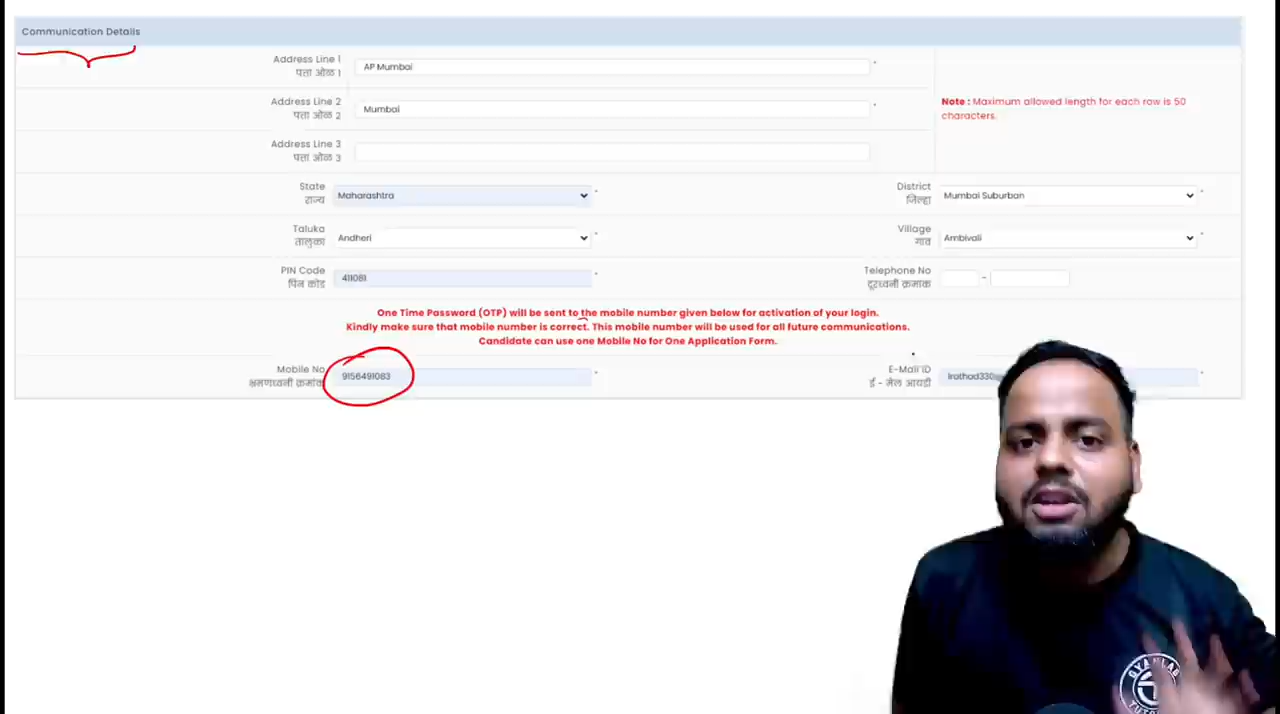 Communication Details
Address Line 1
पता ओळ 1
AP Mumbai
*
Address Line 2
पता ओळ 2
Mumbai
*
Note : Maximum allowed length for each row is 50
characters.
Address Line 3
पता ओळ 3
State
राज्य
Maharashtra
*
District
जिल्हा
Mumbai Suburban
*
Taluka
तालुका
Andheri
*
Village
गाव
Ambivali
*
PIN Code
पिन कोड
411081
*
Telephone No
दूरध्वनी क्रमांक
-
One Time Password (OTP) will be sent to the mobile number given below for activation of your login.
Kindly make sure that mobile number is correct. This mobile number will be used for all future communications.
Candidate can use one Mobile No for One Application Form.
Mobile No
भ्रमणध्वनी क्रमांक
9156491083
*
E-Mail ID
ई - मेल आयडी
lrathod330
*
GYANLAB